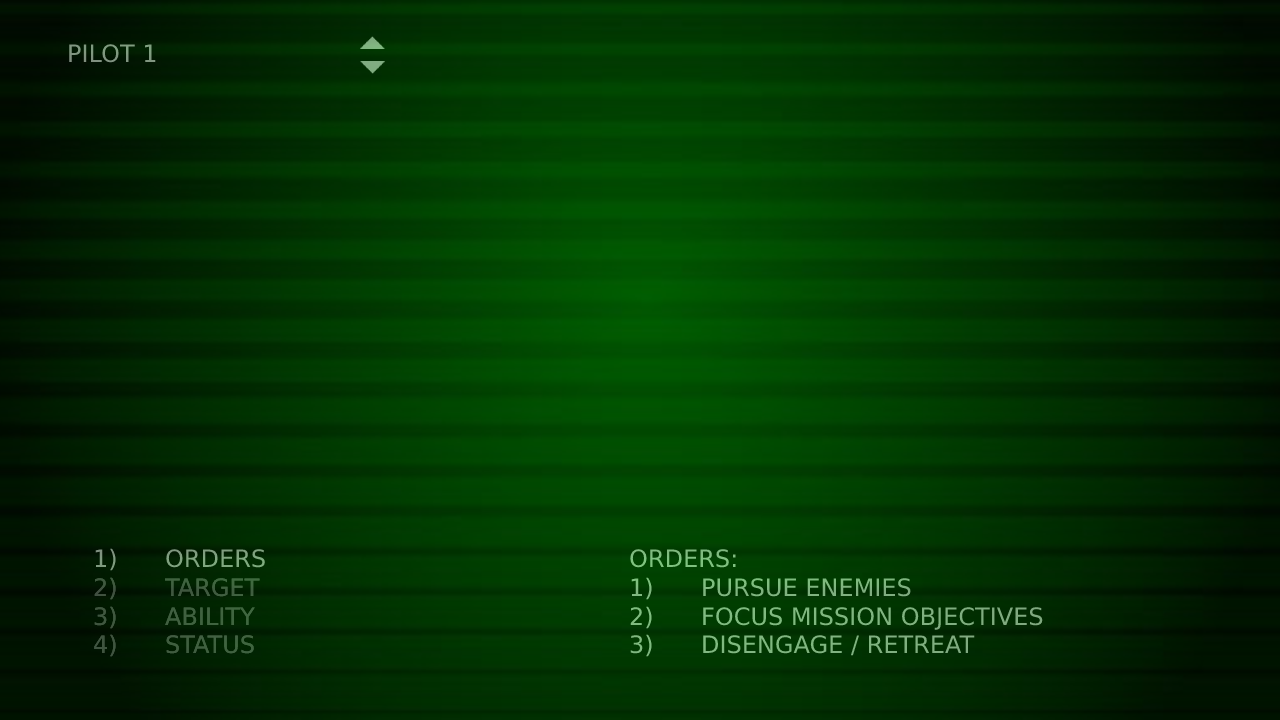 PILOT 1
1) ORDERS
2) TARGET
3) ABILITY
4) STATUS
ORDERS:
1) PURSUE ENEMIES
2) FOCUS MISSION OBJECTIVES
3) DISENGAGE / RETREAT